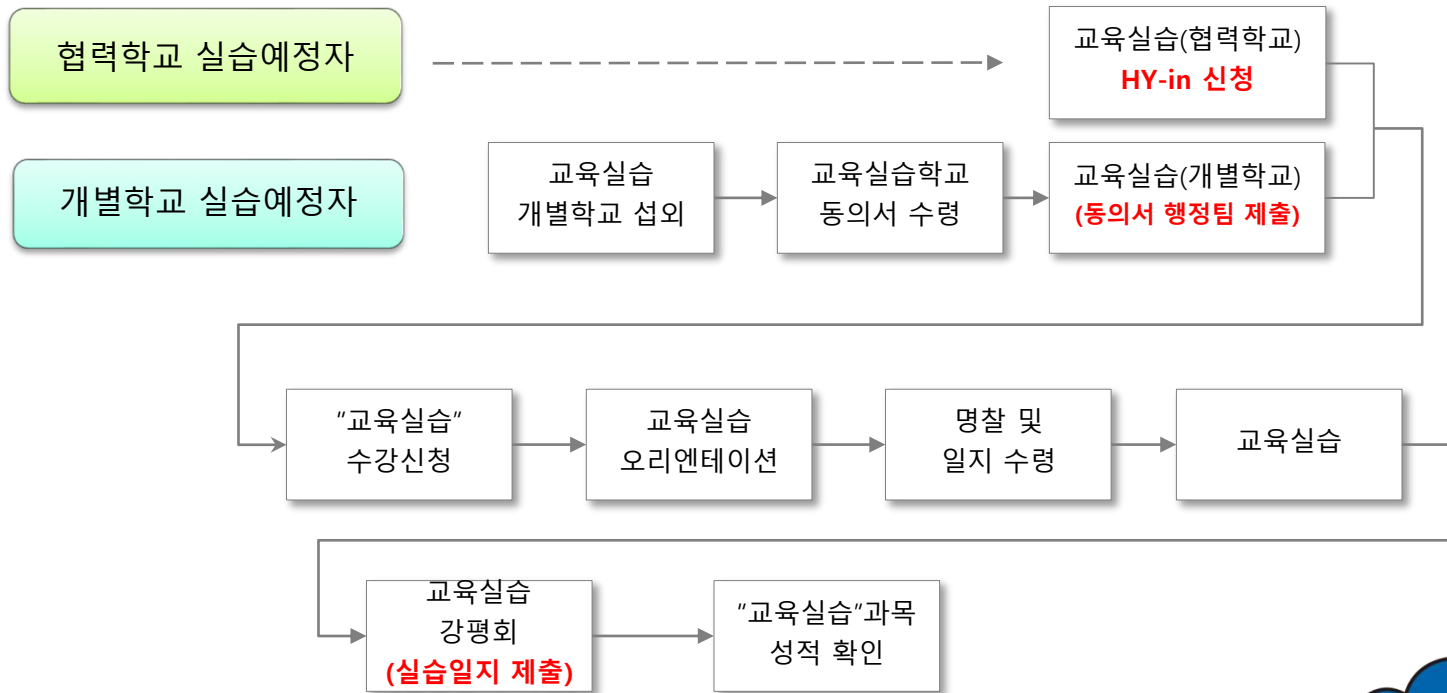 협력학교 실습예정자
교육실습(협력학교)
HY-in 신청
개별학교 실습예정자
교육실습
개별학교 섭외
교육실습학교
동의서 수령
교육실습(개별학교)
(동의서 행정팀 제출)
"교육실습"
수강신청
교육실습
오리엔테이션
명찰 및
일지 수령
교육실습
교육실습
강평회
(실습일지 제출)
"교육실습"과목
성적 확인